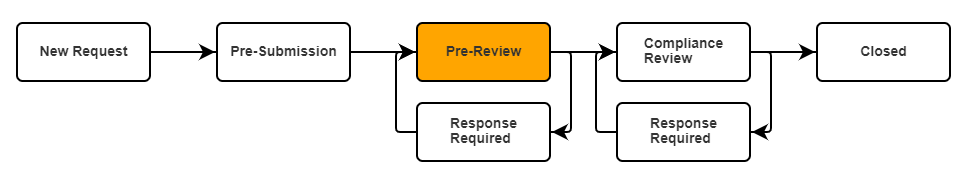 New Request
Pre-Submission
Pre-Review
Compliance
Review
Closed
Response
Required
Response
Required